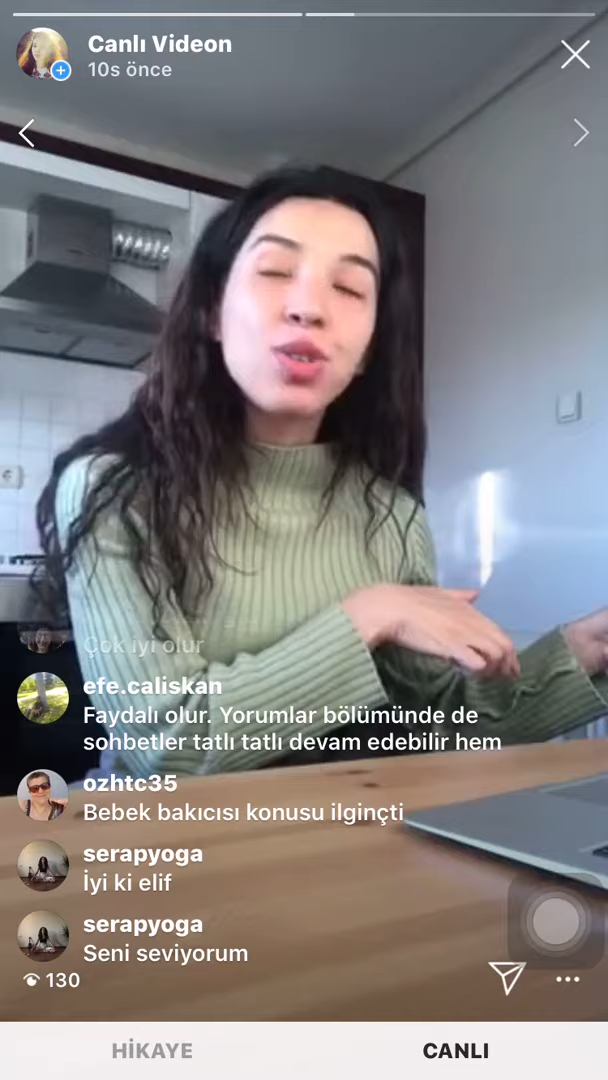 Canlı Videon
10s önce
Çok iyi olur
efe.caliskan
Faydalı olur. Yorumlar bölümünde de
sohbetler tatlı tatlı devam edebilir hem
ozhtc35
Bebek bakıcısı konusu ilginçti
serapyoga
İyi ki elif
serapyoga
Seni seviyorum
130
HİKAYE
CANLI